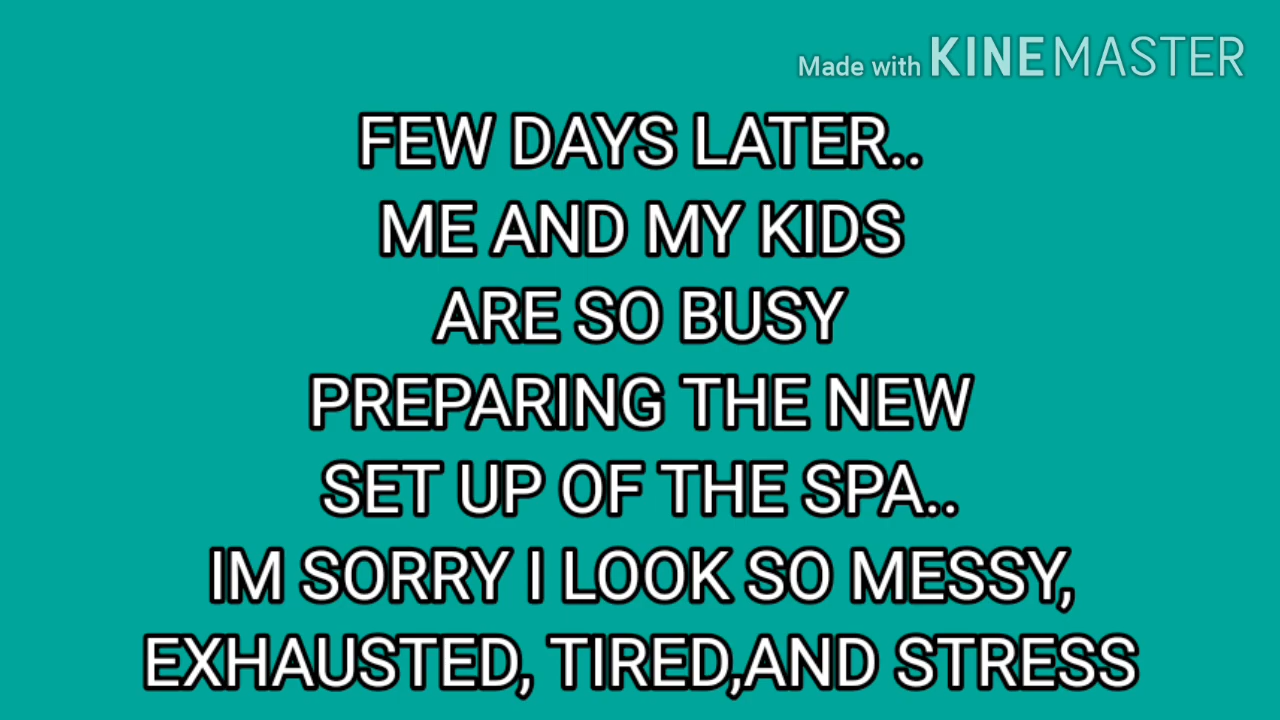 Made with KINEMASTER
FEW DAYS LATER..
ME AND MY KIDS
ARE SO BUSY
PREPARING THE NEW
SET UP OF THE SPA..
IM SORRY I LOOK SO MESSY,
EXHAUSTED, TIRED,AND STRESS